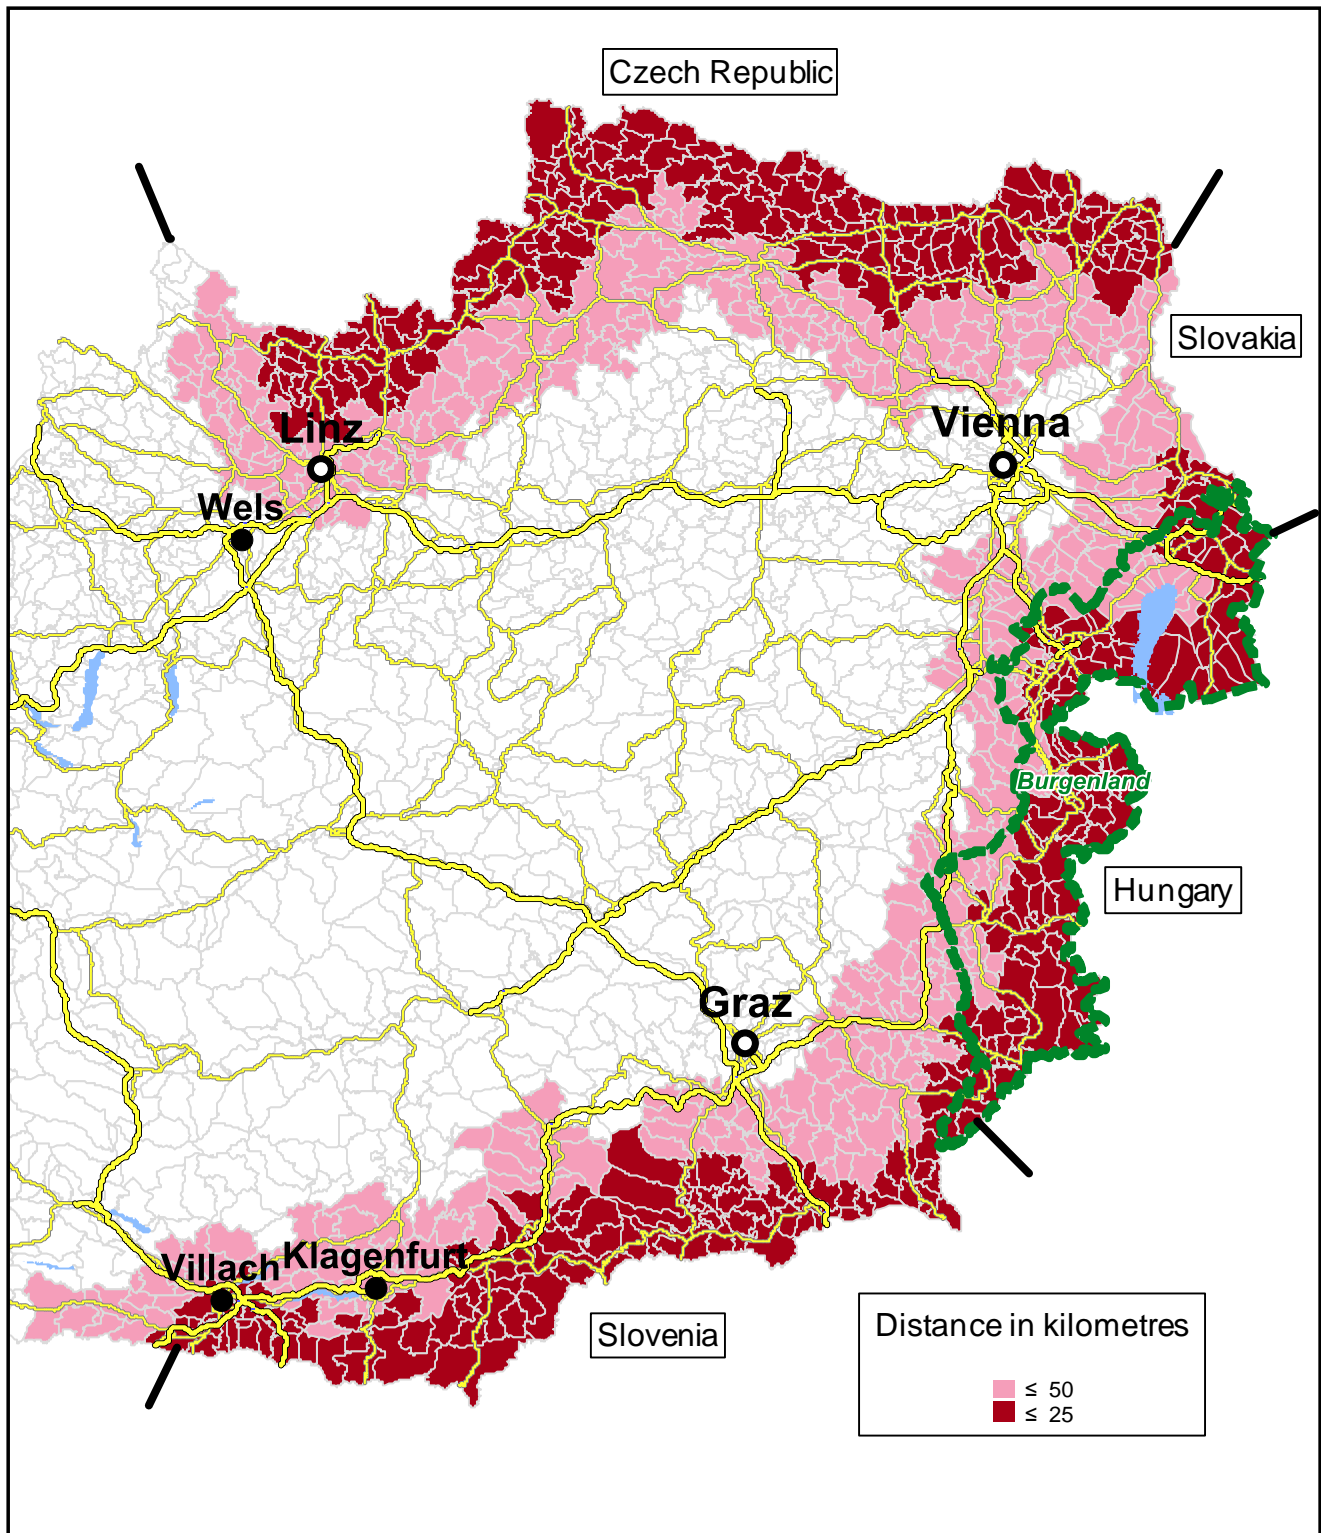 Czech Republic
Slovakia
Linz
Vienna
Wels
Burgenland
Hungary
Graz
Villach
Klagenfurt
Slovenia
Distance in kilometres
≤ 50
≤ 25